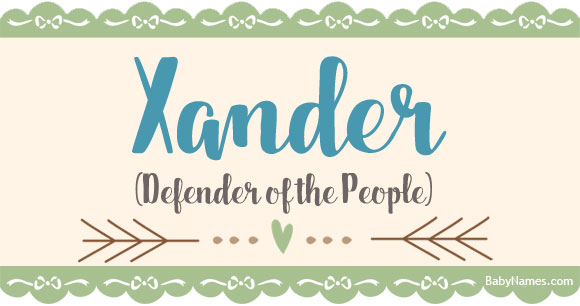 Xander
(Defender of the People)
BabyNames.com